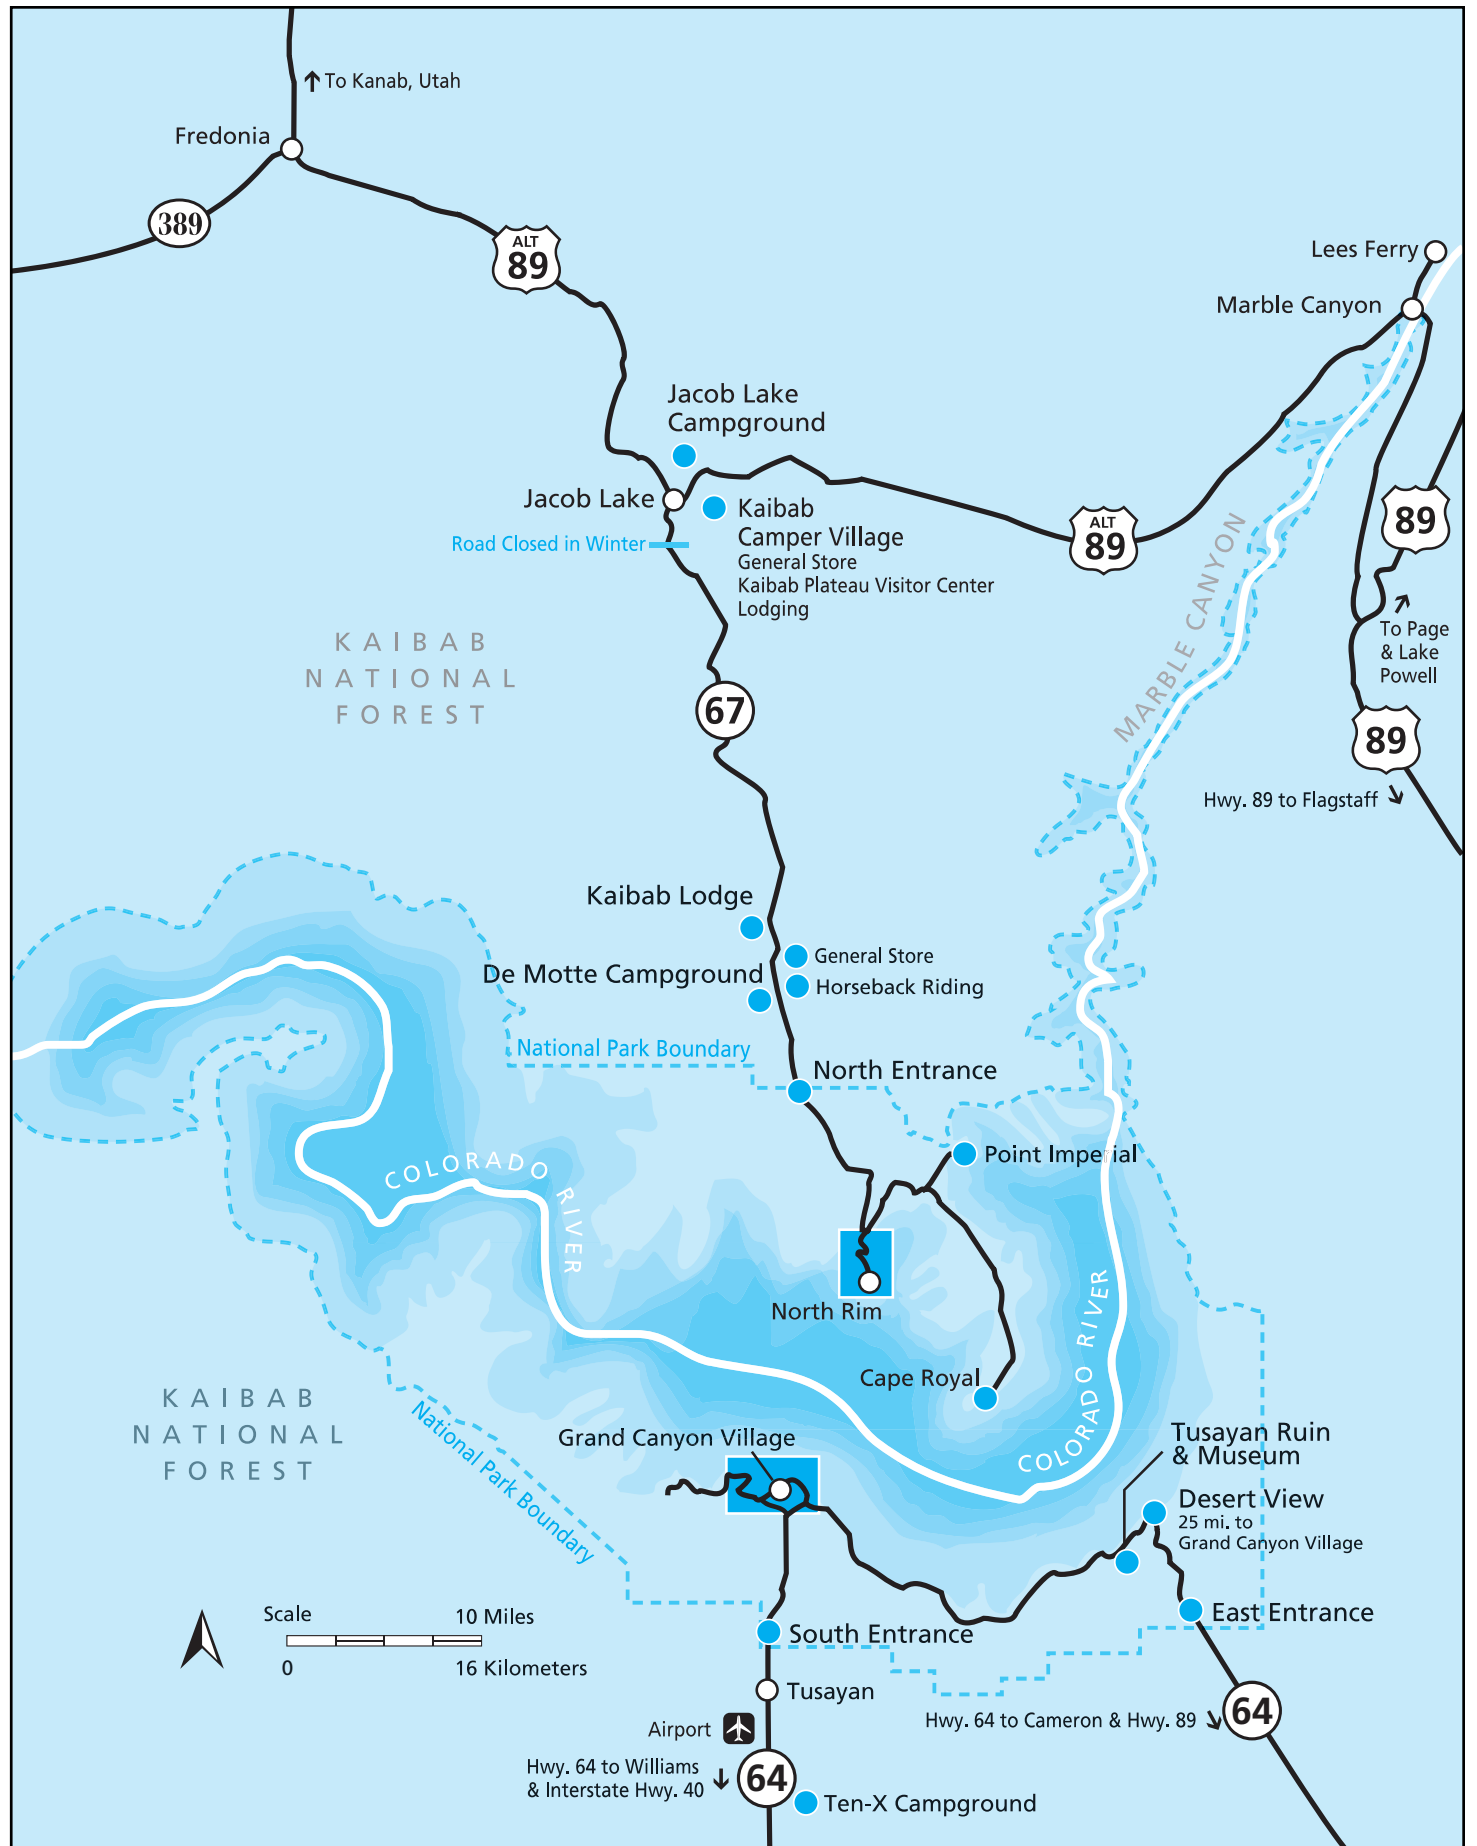 To Kanab, Utah
Fredonia
389
ALT
89
Lees Ferry
Marble Canyon
Jacob Lake
Campground
Jacob Lake
Kaibab
Camper Village
General Store
Kaibab Plateau Visitor Center
Lodging
Road Closed in Winter
ALT
89
89
MARBLE CANYON
To Page
& Lake
Powell
KAIBAB
NATIONAL
FOREST
67
89
Hwy. 89 to Flagstaff
Kaibab Lodge
General Store
De Motte Campground
Horseback Riding
National Park Boundary
North Entrance
Point Imperial
COLORADO RIVER
North Rim
COLORADO RIVER
Cape Royal
KAIBAB
NATIONAL
FOREST
National Park Boundary
Grand Canyon Village
Tusayan Ruin
& Museum
Desert View
25 mi. to
Grand Canyon Village
Scale
10 Miles
0
16 Kilometers
East Entrance
South Entrance
Tusayan
Airport
Hwy. 64 to Cameron & Hwy. 89
64
Hwy. 64 to Williams
& Interstate Hwy. 40
64
Ten-X Campground